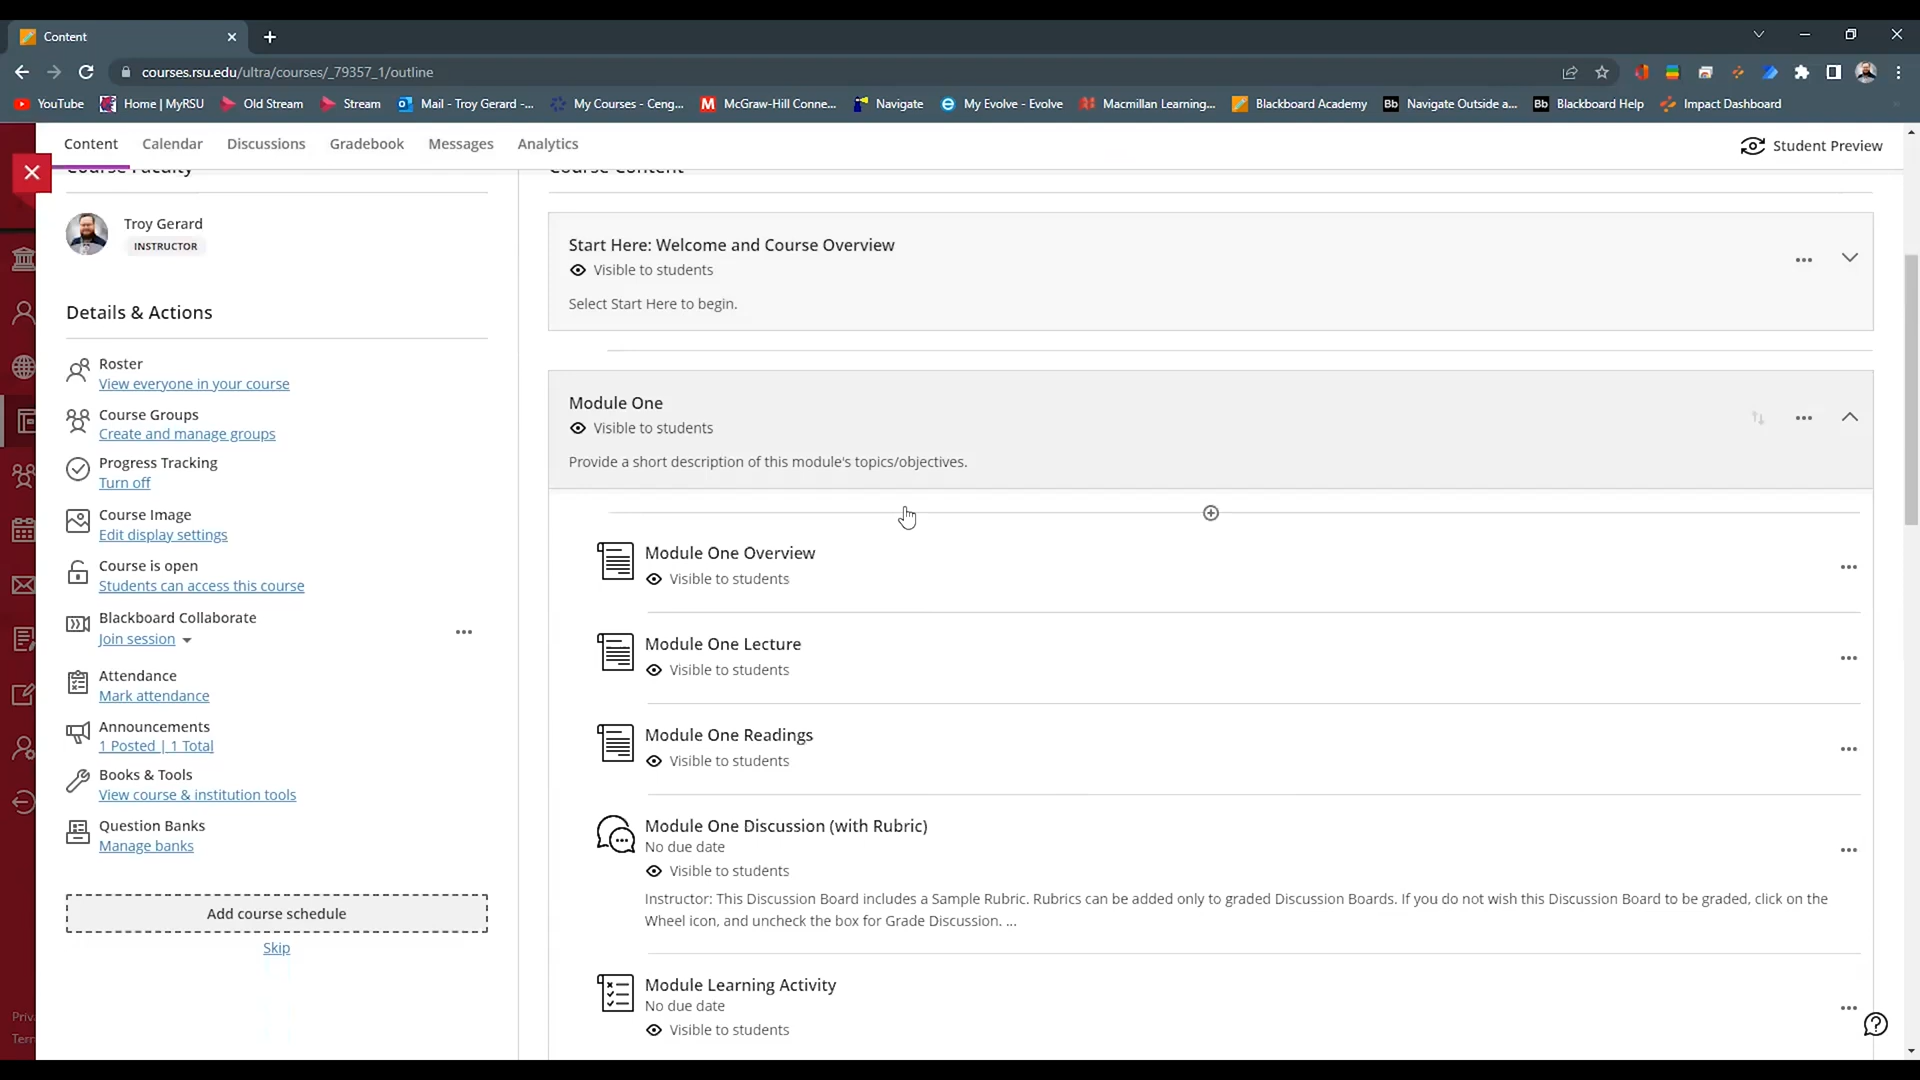 Content
courses.rsu.edu/ultra/courses/_79357_1/outline
YouTube
Home | MyRSU
Old Stream
Stream
Mail - Troy Gerard -...
My Courses - Ceng...
McGraw-Hill Conne...
Navigate
My Evolve - Evolve
Macmillan Learning...
Blackboard Academy
Bb Navigate Outside a...
Bb Blackboard Help
Impact Dashboard
Content
Calendar
Discussions
Gradebook
Messages
Analytics
Student Preview
Course Faculty
Troy Gerard
INSTRUCTOR
Details & Actions
Roster
View everyone in your course
Course Groups
Create and manage groups
Progress Tracking
Turn off
Course Image
Edit display settings
Course is open
Students can access this course
Blackboard Collaborate
Join session
Attendance
Mark attendance
Announcements
1 Posted | 1 Total
Books & Tools
View course & institution tools
Question Banks
Manage banks
Add course schedule
Skip
Course Content
Start Here: Welcome and Course Overview
Visible to students
Select Start Here to begin.
Module One
Visible to students
Provide a short description of this module's topics/objectives.
Module One Overview
Visible to students
Module One Lecture
Visible to students
Module One Readings
Visible to students
Module One Discussion (with Rubric)
No due date
Visible to students
Instructor: This Discussion Board includes a Sample Rubric. Rubrics can be added only to graded Discussion Boards. If you do not wish this Discussion Board to be graded, click on the
Wheel icon, and uncheck the box for Grade Discussion. ...
Module Learning Activity
No due date
Visible to students